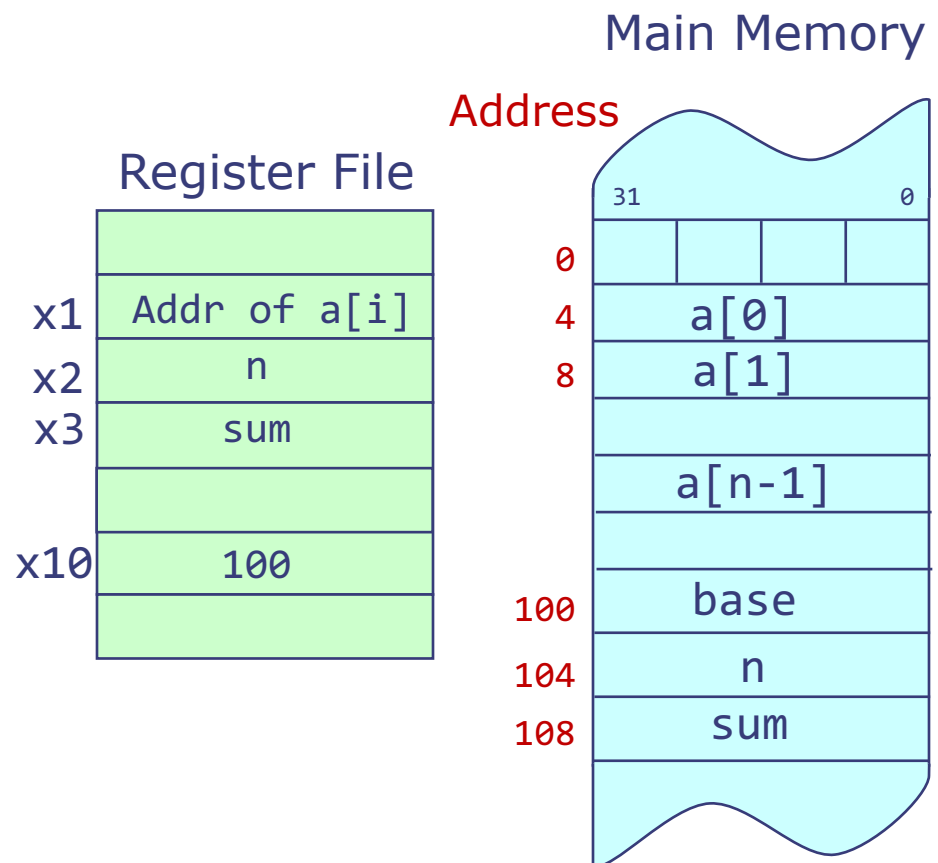 Main Memory
Address
Register File
31 0
0
x1 Addr of a[i]
4 a[0]
x2 n
8 a[1]
x3 sum
a[n-1]
x10 100
100 base
104 n
108 sum